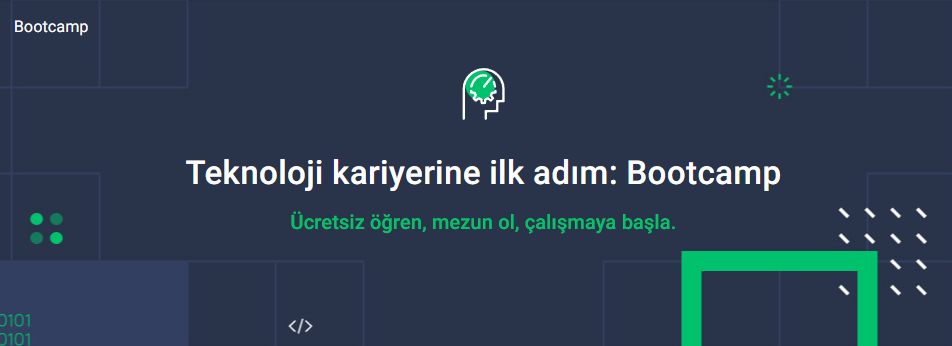 Bootcamp
Teknoloji kariyerine ilk adım: Bootcamp
Ücretsiz öğren, mezun ol, çalışmaya başla.
</>
0101
0101